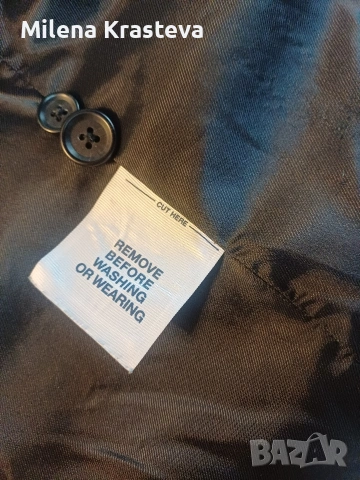 Milena Krasteva
CUT HERE
REMOVE
BEFORE
WASHING
OR WEARING
BAZAR